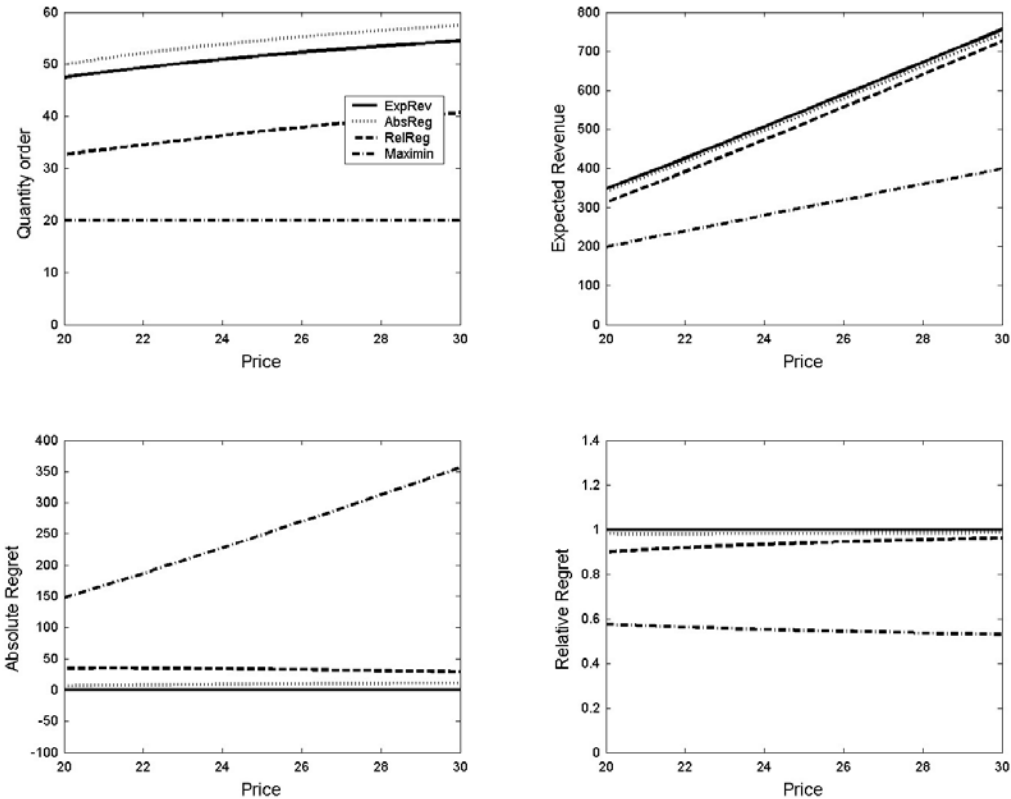 60
50
40
30
20
10
0
Quantity order
ExpRev
AbsReg
RelReg
Maximin
20 22 24 26 28 30
Price
800
700
600
500
400
300
200
100
0
Expected Revenue
20 22 24 26 28 30
Price
400
350
300
250
200
150
100
50
0
-50
-100
Absolute Regret
20 22 24 26 28 30
Price
1.4
1.2
1
0.8
0.6
0.4
0.2
0
Relative Regret
20 22 24 26 28 30
Price